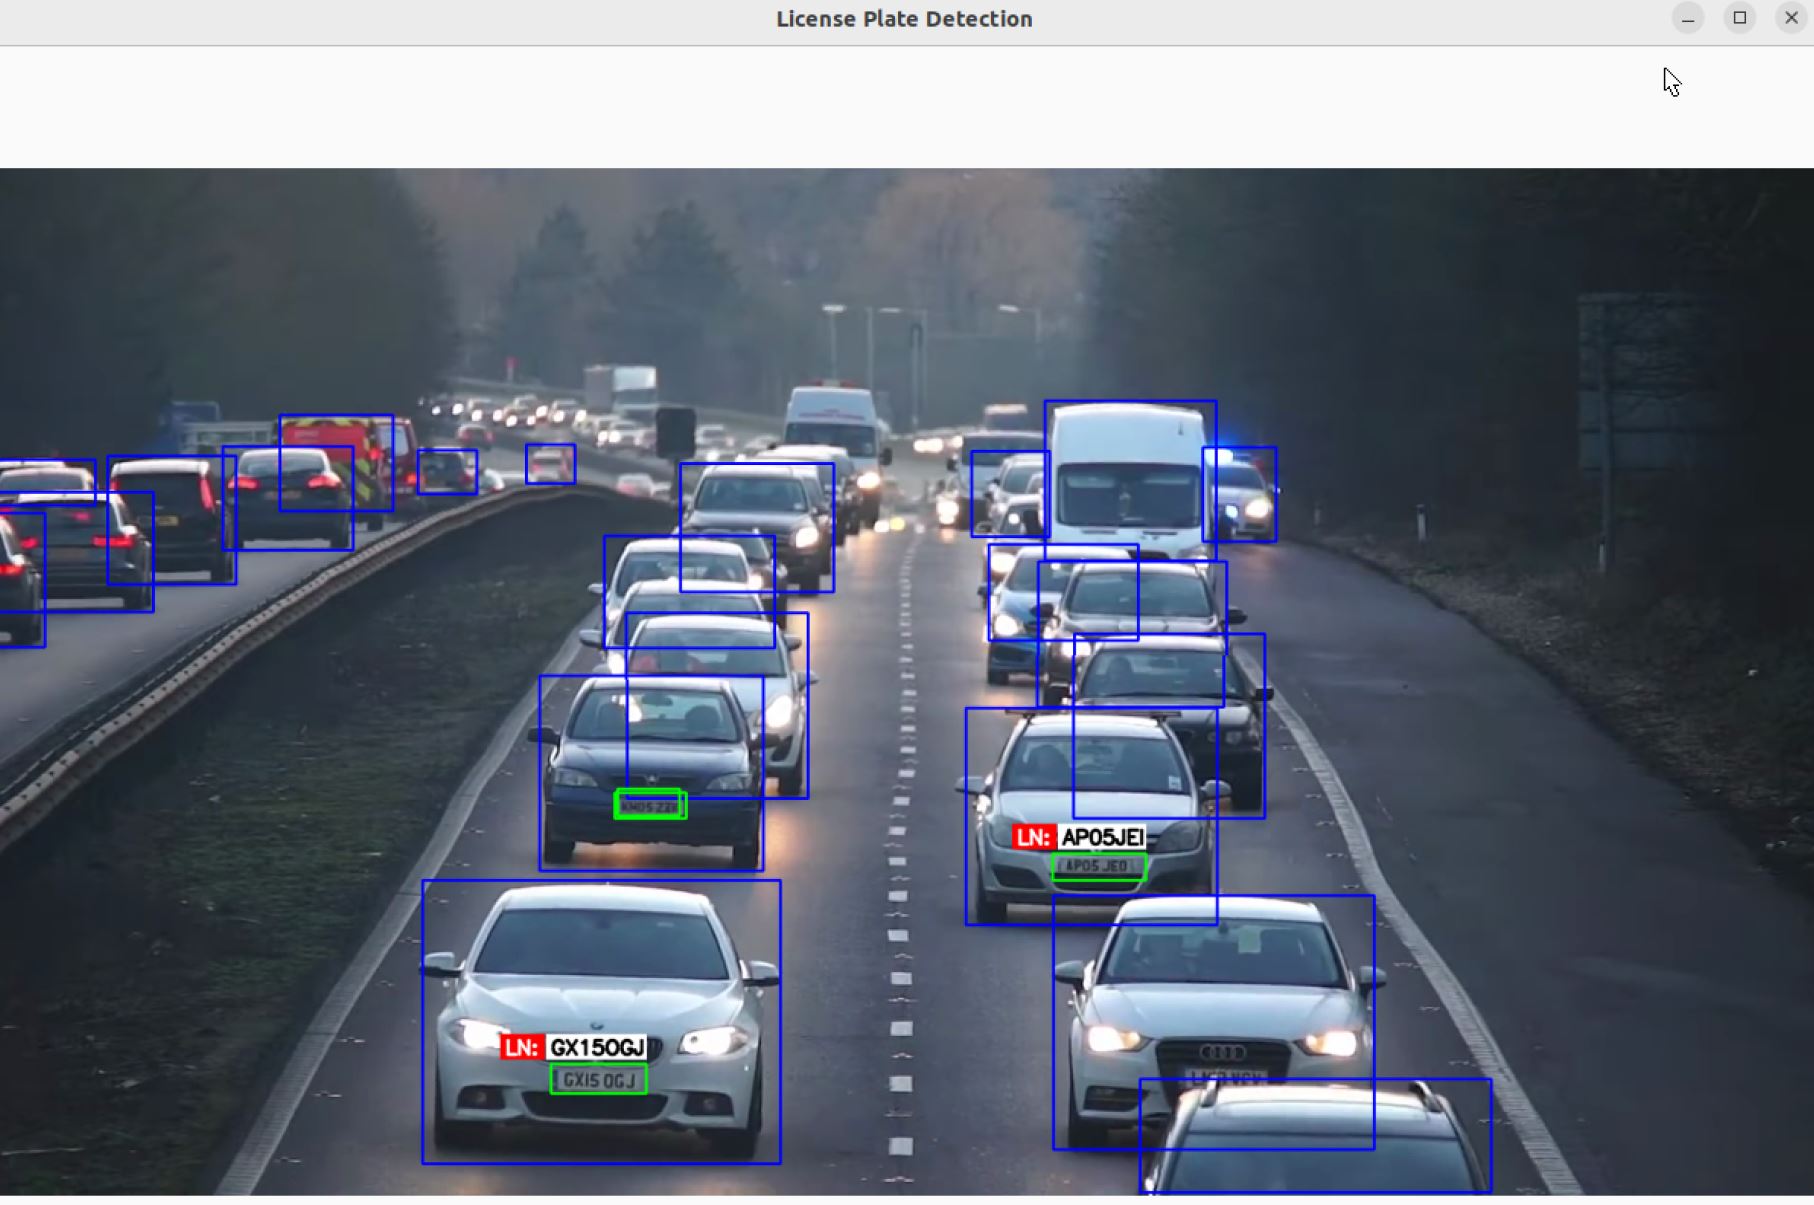 License Plate Detection
LN: AP05JEI
AP05 JEO
LN: GX15OGJ
GX15 OGJ